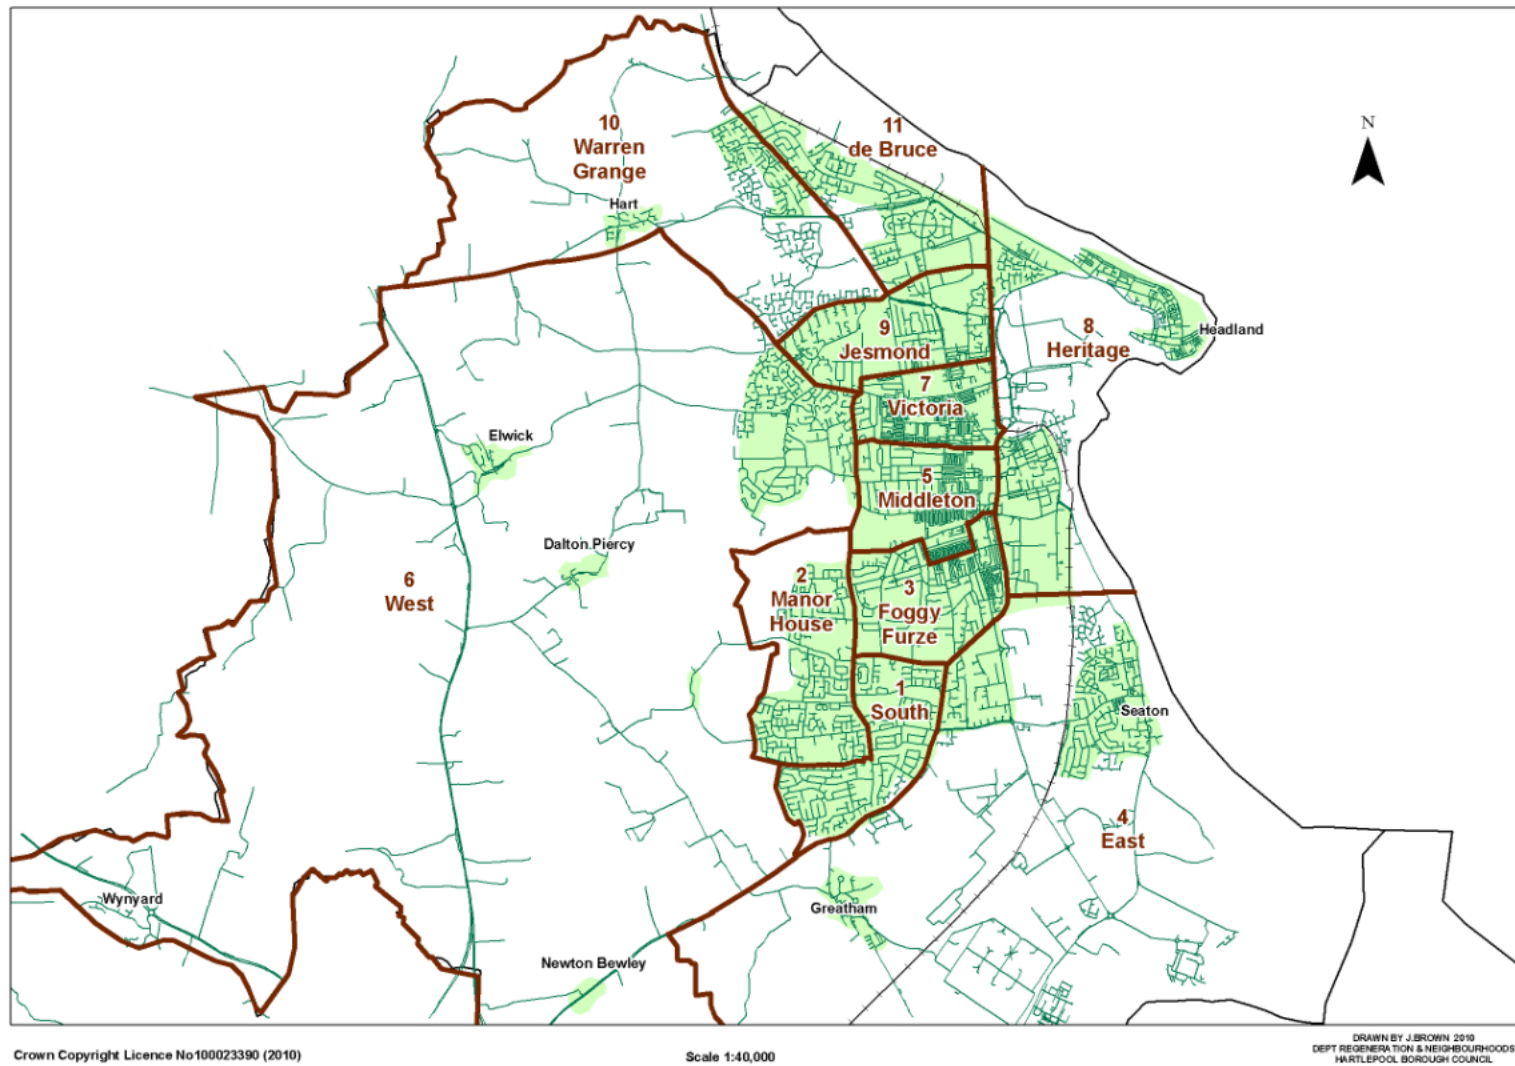 10
Warren
Grange
11
de Bruce
N
Hart
9
Jesmond
8
Heritage
Headland
7
Victoria
Elwick
5
Middleton
Dalton Piercy
6
West
2
Manor
House
3
Foggy
Furze
1
South
Seaton
4
East
Wynyard
Greatham
Newton Bewley
Crown Copyright Licence No100023390 (2010)
Scale 1:40,000
DRAWN BY J.BROWN 2010
DEPT REGENERATION & NEIGHBOURHOODS
HARTLEPOOL BOROUGH COUNCIL